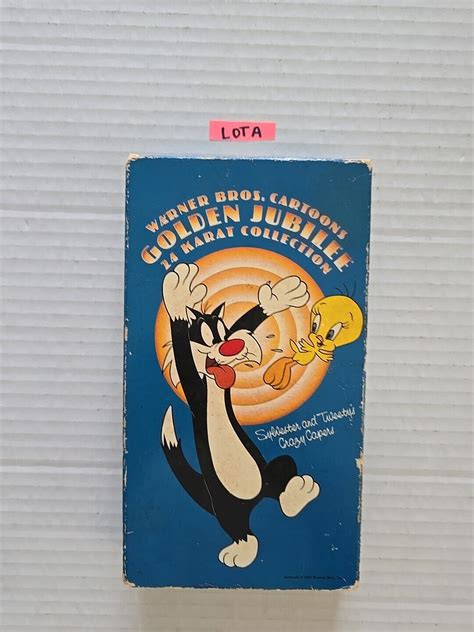 LOTA
WARNER BROS. CARTOONS
GOLDEN JUBILEE
24 KARAT COLLECTION
Sylvester and Tweety's
Crazy Capers